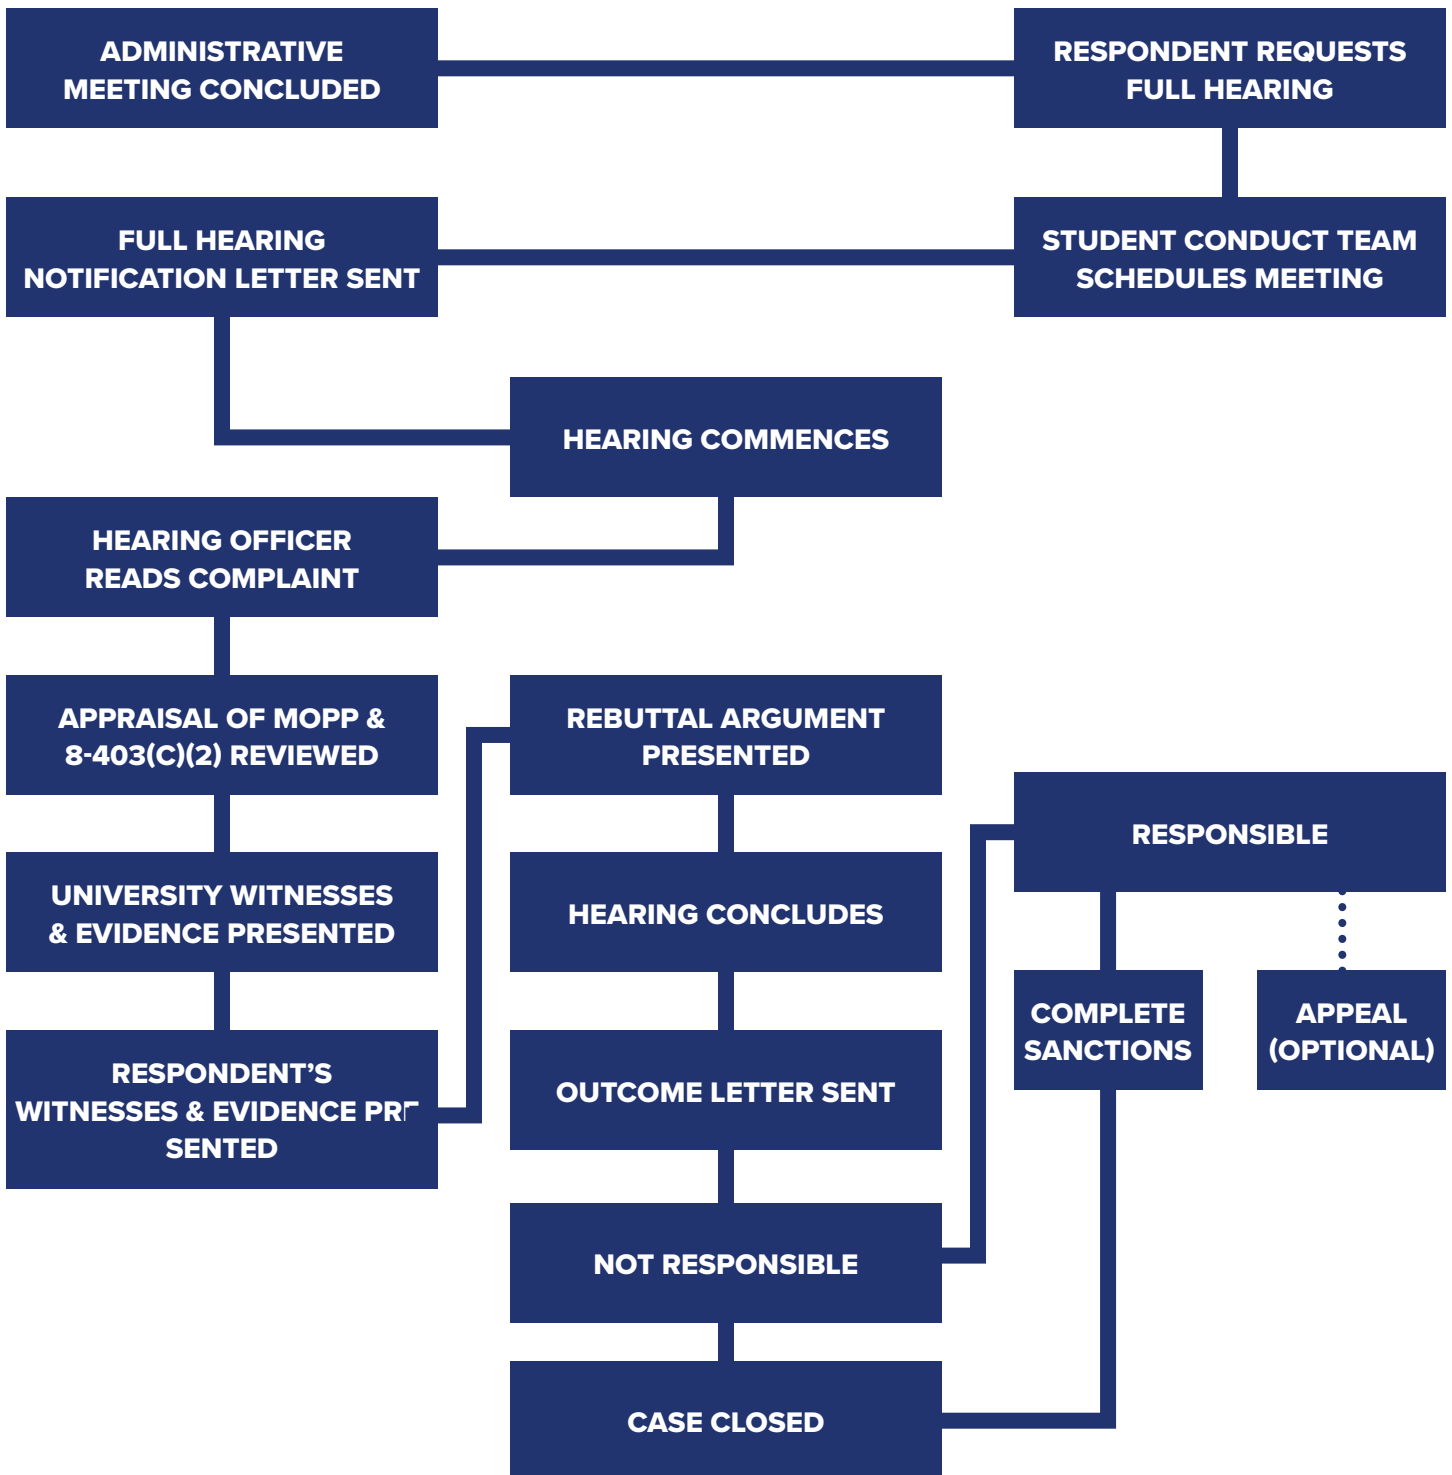 ADMINISTRATIVE
MEETING CONCLUDED
RESPONDENT REQUESTS
FULL HEARING
FULL HEARING
NOTIFICATION LETTER SENT
STUDENT CONDUCT TEAM
SCHEDULES MEETING
HEARING COMMENCES
HEARING OFFICER
READS COMPLAINT
APPRAISAL OF MOPP &
8-403(C)(2) REVIEWED
UNIVERSITY WITNESSES
& EVIDENCE PRESENTED
RESPONDENT’S
WITNESSES & EVIDENCE PRE
SENTED
REBUTTAL ARGUMENT
PRESENTED
HEARING CONCLUDES
OUTCOME LETTER SENT
NOT RESPONSIBLE
CASE CLOSED
RESPONSIBLE
COMPLETE
SANCTIONS
APPEAL
(OPTIONAL)